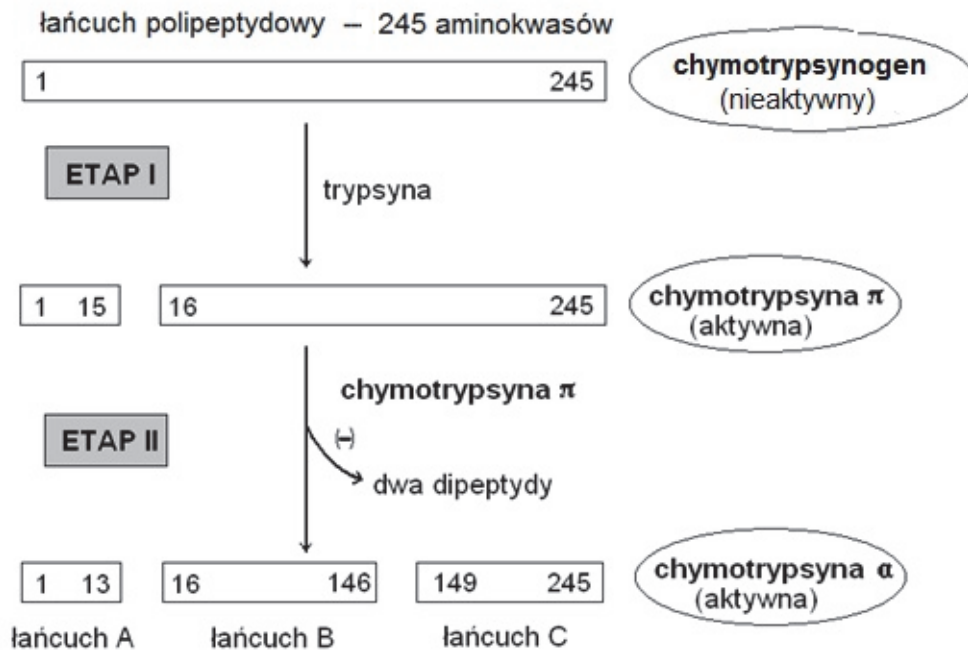 łańcuch polipeptydowy – 245 aminokwasów
1 245
chymotrypsynogen
(nieaktywny)
ETAP I
trypsyna
1 15 16 245
chymotrypsyna π
(aktywna)
chymotrypsyna π
ETAP II
(–)
dwa dipeptydy
1 13 16 146 149 245
chymotrypsyna α
(aktywna)
łańcuch A łańcuch B łańcuch C